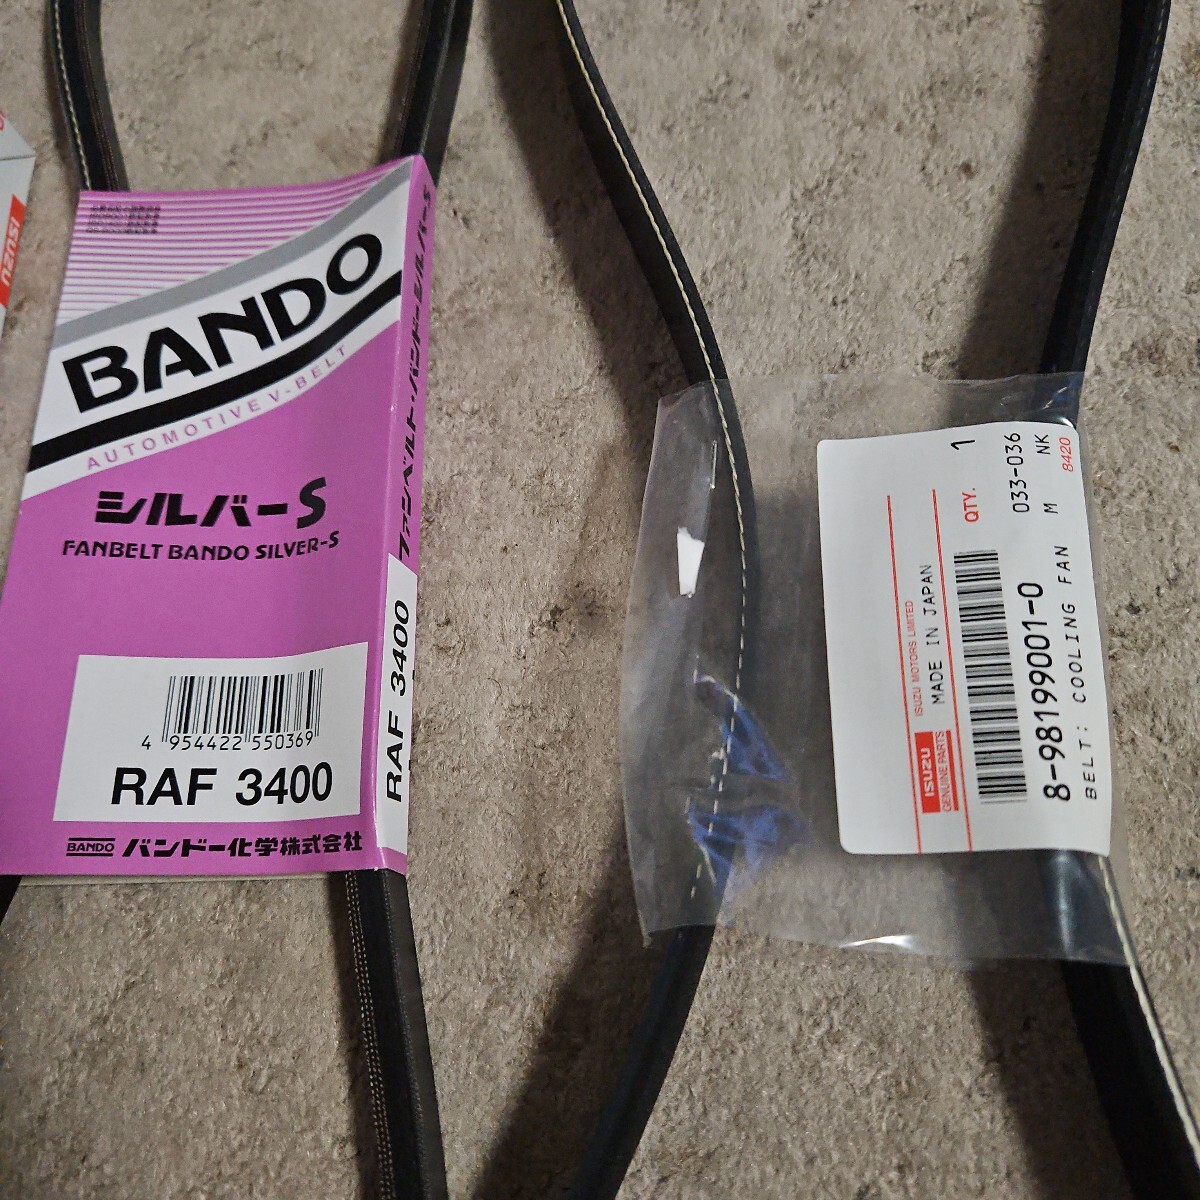 ISUZU
BANDO
AUTOMOTIVE V-BELT
シルバーS
FANBELT BANDO SILVER-S
4 954422 550369
RAF 3400
BANDO バンドー化学株式会社
ファンベルト・バンドーシルバーS
RAF 3400
ISUZU
GENUINE PARTS
ISUZU MOTORS LIMITED
MADE IN JAPAN
QTY. 1
8-98199001-0
033-036
BELT: COOLING FAN M NK
8420